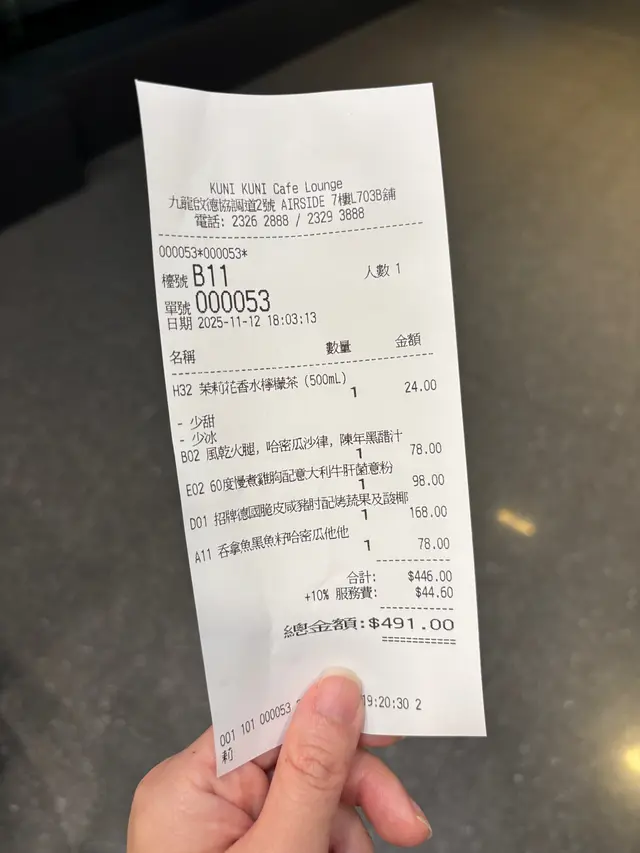 KUNI KUNI Cafe Lounge
九龍啟德協調道2號 AIRSIDE 7樓L703B舖
電話: 2326 2888 / 2329 3888
000053*000053*
檯號 B11 人數 1
單號 000053
日期 2025-11-12 18:03:13
名稱 數量 金額
H32 茉莉花香水檸檬茶 (500mL)
1 24.00
- 少甜
- 少冰
B02 風乾火腿, 哈密瓜沙律, 陳年黑醋汁
1 78.00
E02 60度慢煮雞胸記意大利牛肝菌意粉
1 98.00
D01 招牌德國脆皮咸豬肘記烤蔬果及酸椰
1 168.00
A11 吞拿魚黑魚籽哈密瓜他他
1 78.00
合計: $446.00
+10% 服務費: $44.60
總金額:$491.00
001 101 000053 19:20:30 2
莉